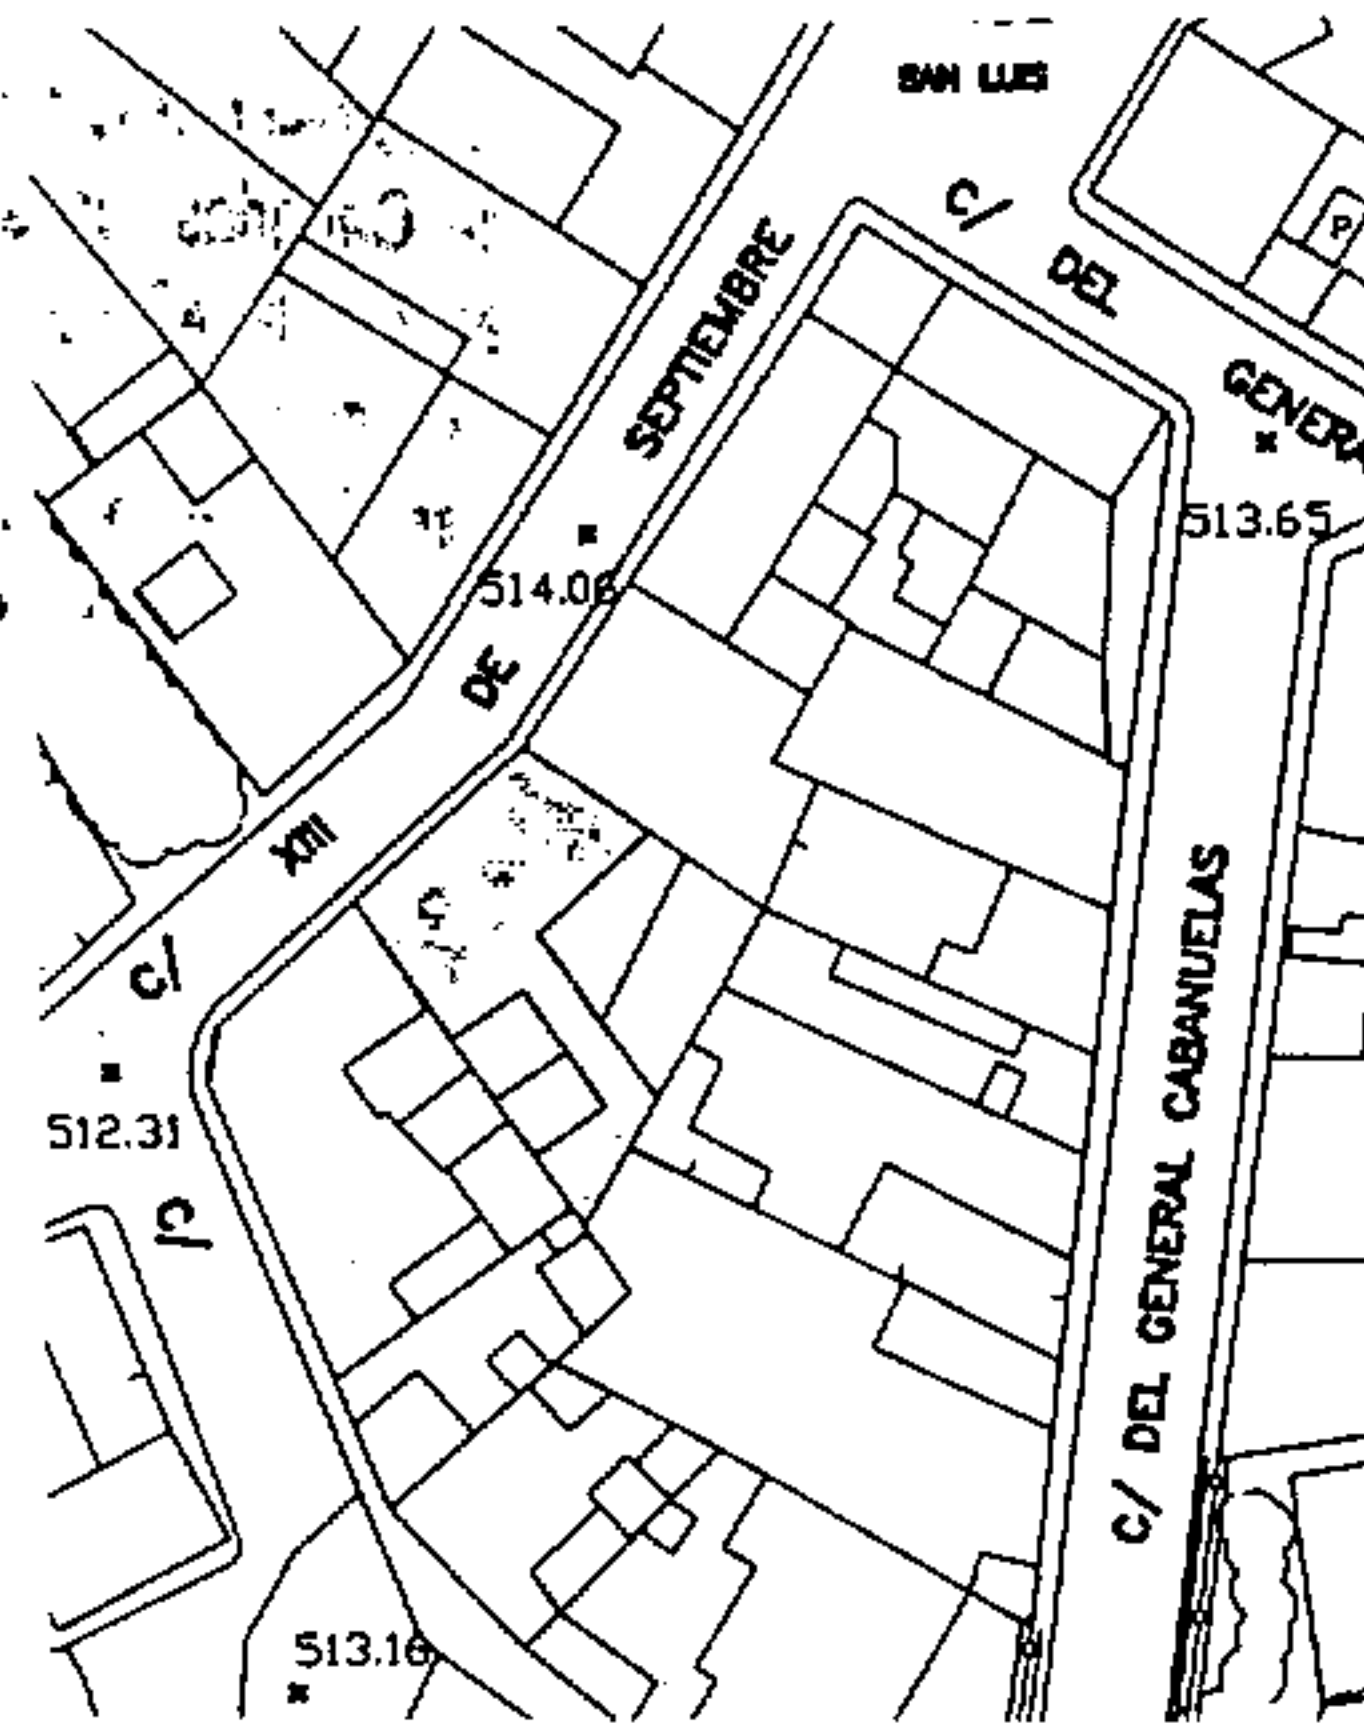 SAN LUIS
C/
DEL
GENERA
P
SEPTIEMBRE
513.65
514.06
DE
XIII
C/
512.31
C/
C/ DEL GENERAL CABANUELAS
513.16